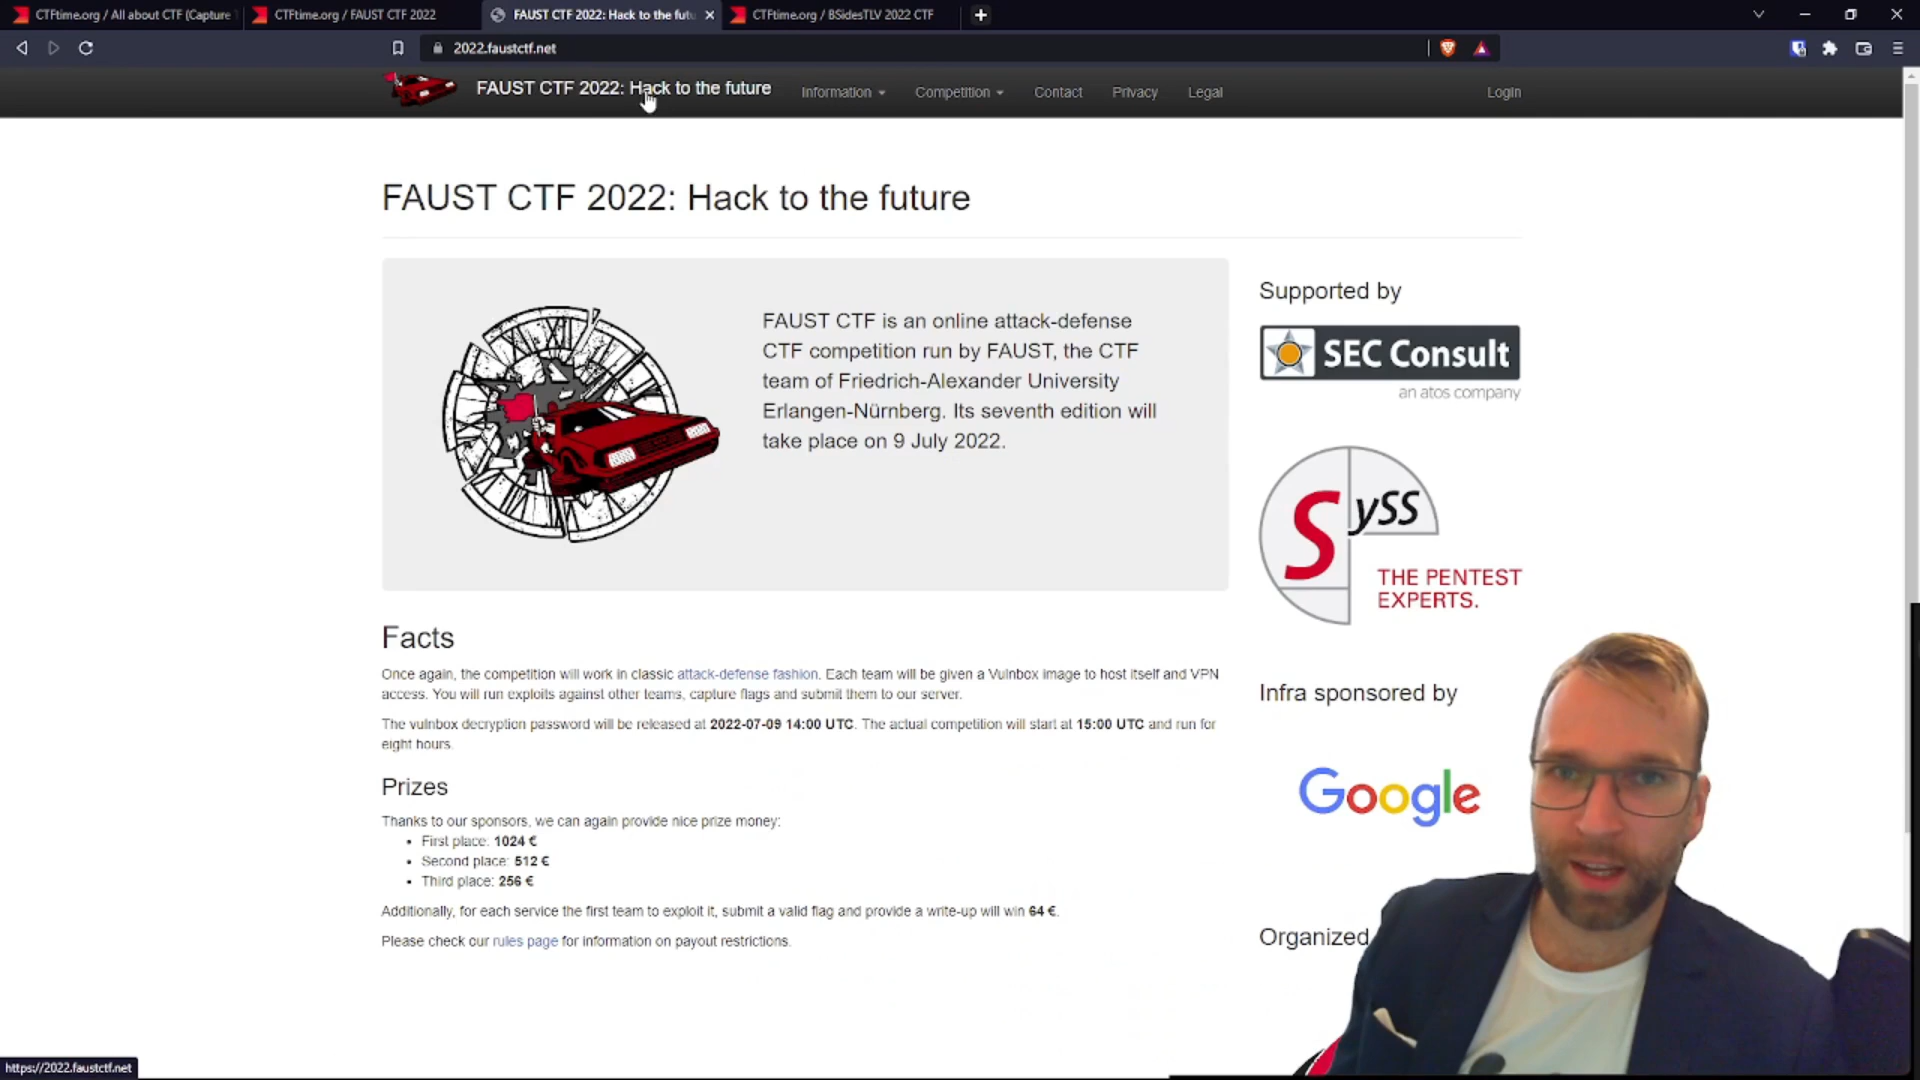 CTFtime.org / All about CTF (Capture
CTFtime.org / FAUST CTF 2022
FAUST CTF 2022: Hack to the futu
CTFtime.org / BSidesTLV 2022 CTF
2022.faustctf.net
FAUST CTF 2022: Hack to the future
Information
Competition
Contact
Privacy
Legal
Login
FAUST CTF 2022: Hack to the future
FAUST CTF is an online attack-defense
CTF competition run by FAUST, the CTF
team of Friedrich-Alexander University
Erlangen-Nürnberg. Its seventh edition will
take place on 9 July 2022.
Supported by
SEC Consult
an atos company
SySS
THE PENTEST
EXPERTS.
Facts
Once again, the competition will work in classic attack-defense fashion. Each team will be given a Vulnbox image to host itself and VPN
access. You will run exploits against other teams, capture flags and submit them to our server.
The vulnbox decryption password will be released at 2022-07-09 14:00 UTC. The actual competition will start at 15:00 UTC and run for
eight hours.
Infra sponsored by
Google
Prizes
Thanks to our sponsors, we can again provide nice prize money:
• First place: 1024 €
• Second place: 512 €
• Third place: 256 €
Additionally, for each service the first team to exploit it, submit a valid flag and provide a write-up will win 64 €.
Please check our rules page for information on payout restrictions.
Organized
https://2022.faustctf.net